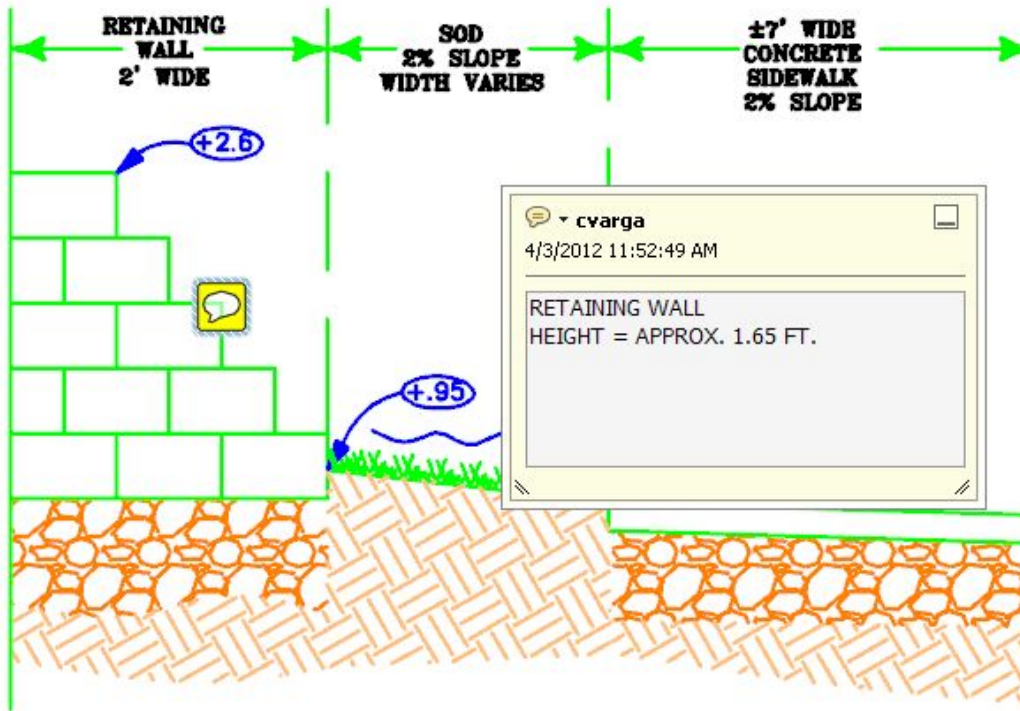 RETAINING
WALL
2' WIDE
SOD
2% SLOPE
WIDTH VARIES
±7' WIDE
CONCRETE
SIDEWALK
2% SLOPE
+2.6
cvarga
4/3/2012 11:52:49 AM
RETAINING WALL
HEIGHT = APPROX. 1.65 FT.
+.95